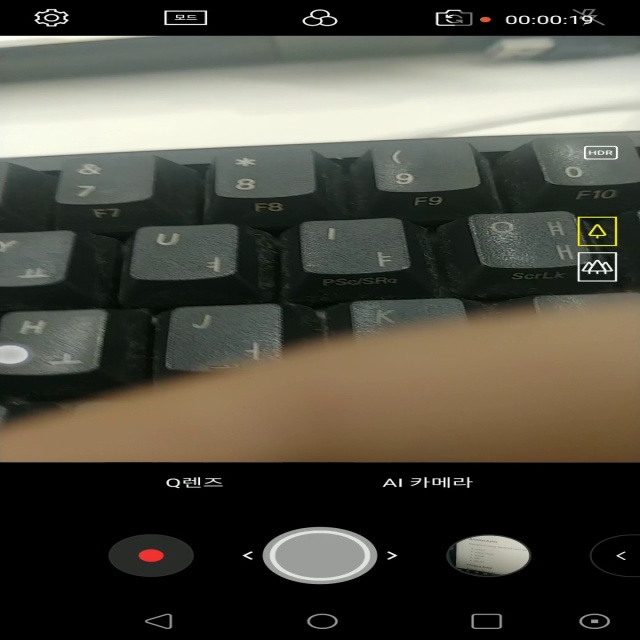 모드
00:00:19
HDR
& * ( 
7 8 9 0
F7 F8 F9 F10
Y U I O H
ㅛ ㅕ ㅑ H
PSc/SRq ScrLk
H J K
ㅗ ㅓ
Q렌즈 AI 카메라